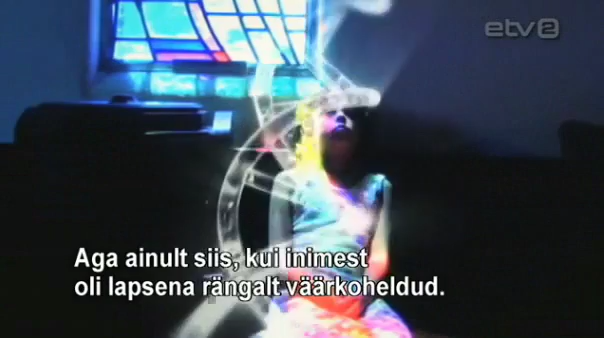 etv2
Aga ainult siis, kui inimest
oli lapsena rängalt väärkoheldud.